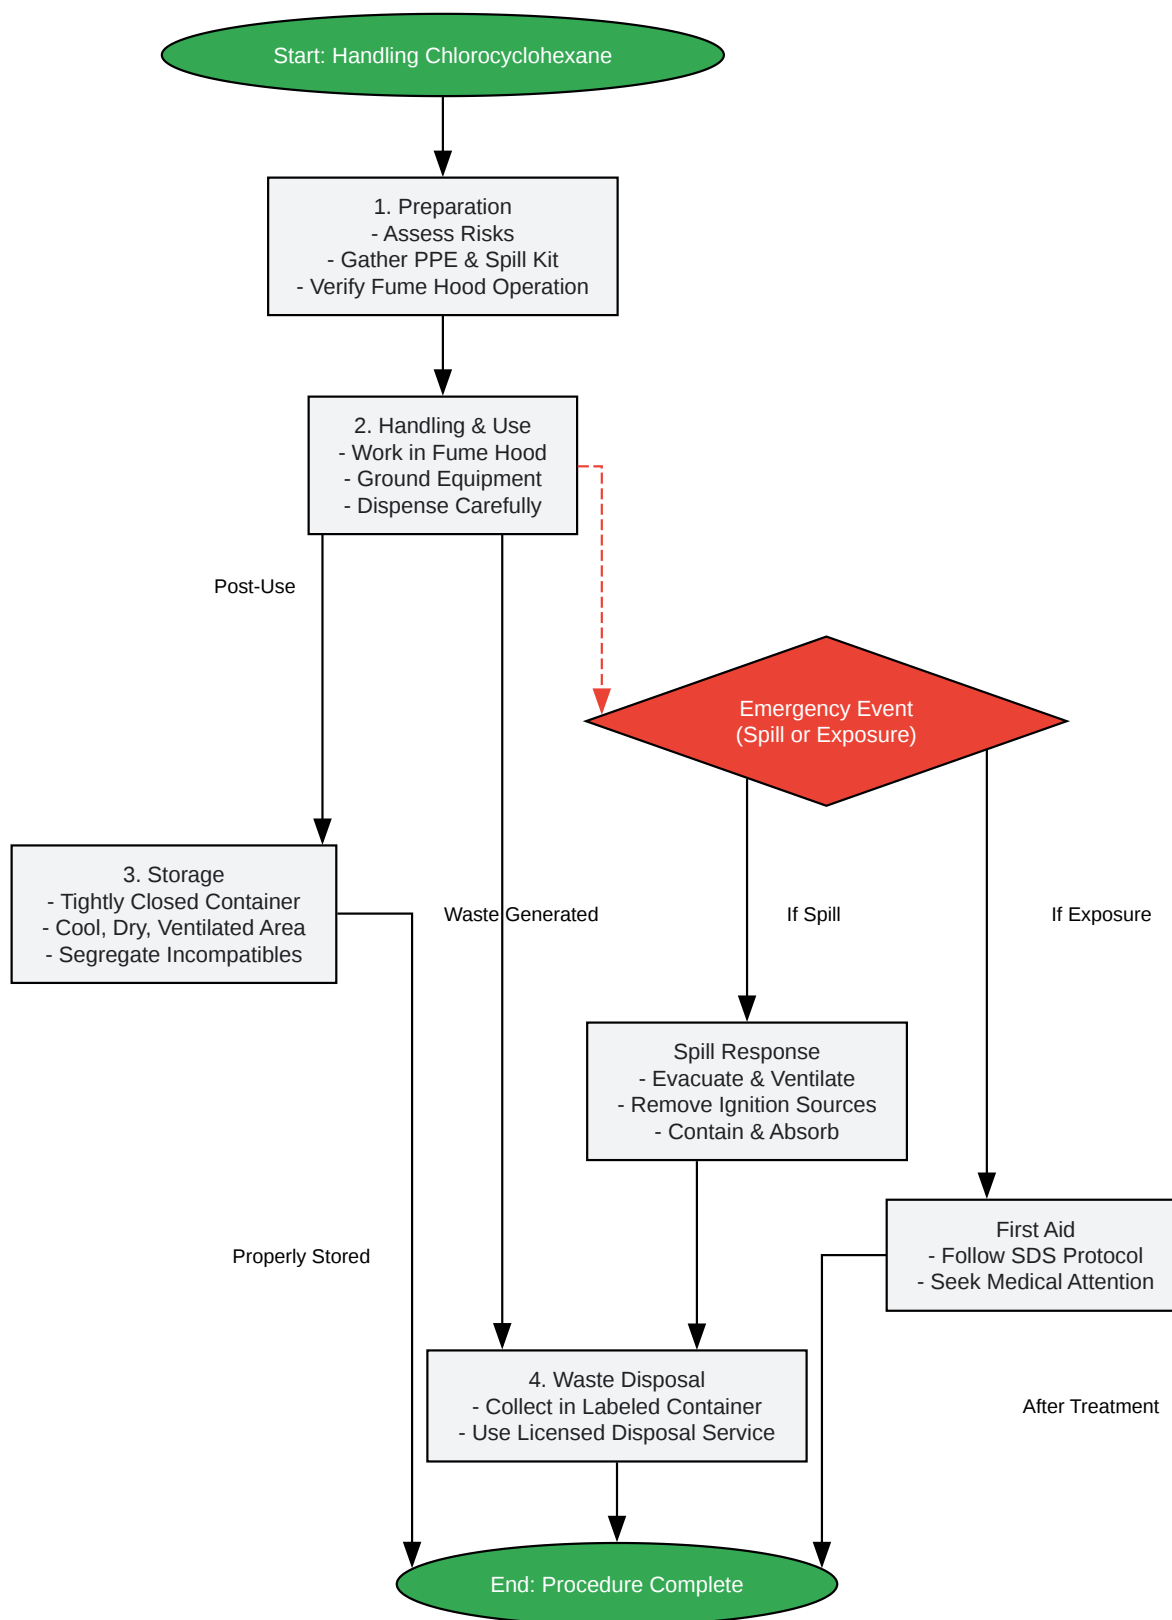 Start: Handling Chlorocyclohexane
1. Preparation
- Assess Risks
- Gather PPE & Spill Kit
- Verify Fume Hood Operation
2. Handling & Use
- Work in Fume Hood
- Ground Equipment
- Dispense Carefully
Post-Use
Emergency Event
(Spill or Exposure)
3. Storage
- Tightly Closed Container
- Cool, Dry, Ventilated Area
- Segregate Incompatibles
Waste Generated
If Spill
If Exposure
Spill Response
- Evacuate & Ventilate
- Remove Ignition Sources
- Contain & Absorb
First Aid
- Follow SDS Protocol
- Seek Medical Attention
Properly Stored
4. Waste Disposal
- Collect in Labeled Container
- Use Licensed Disposal Service
After Treatment
End: Procedure Complete